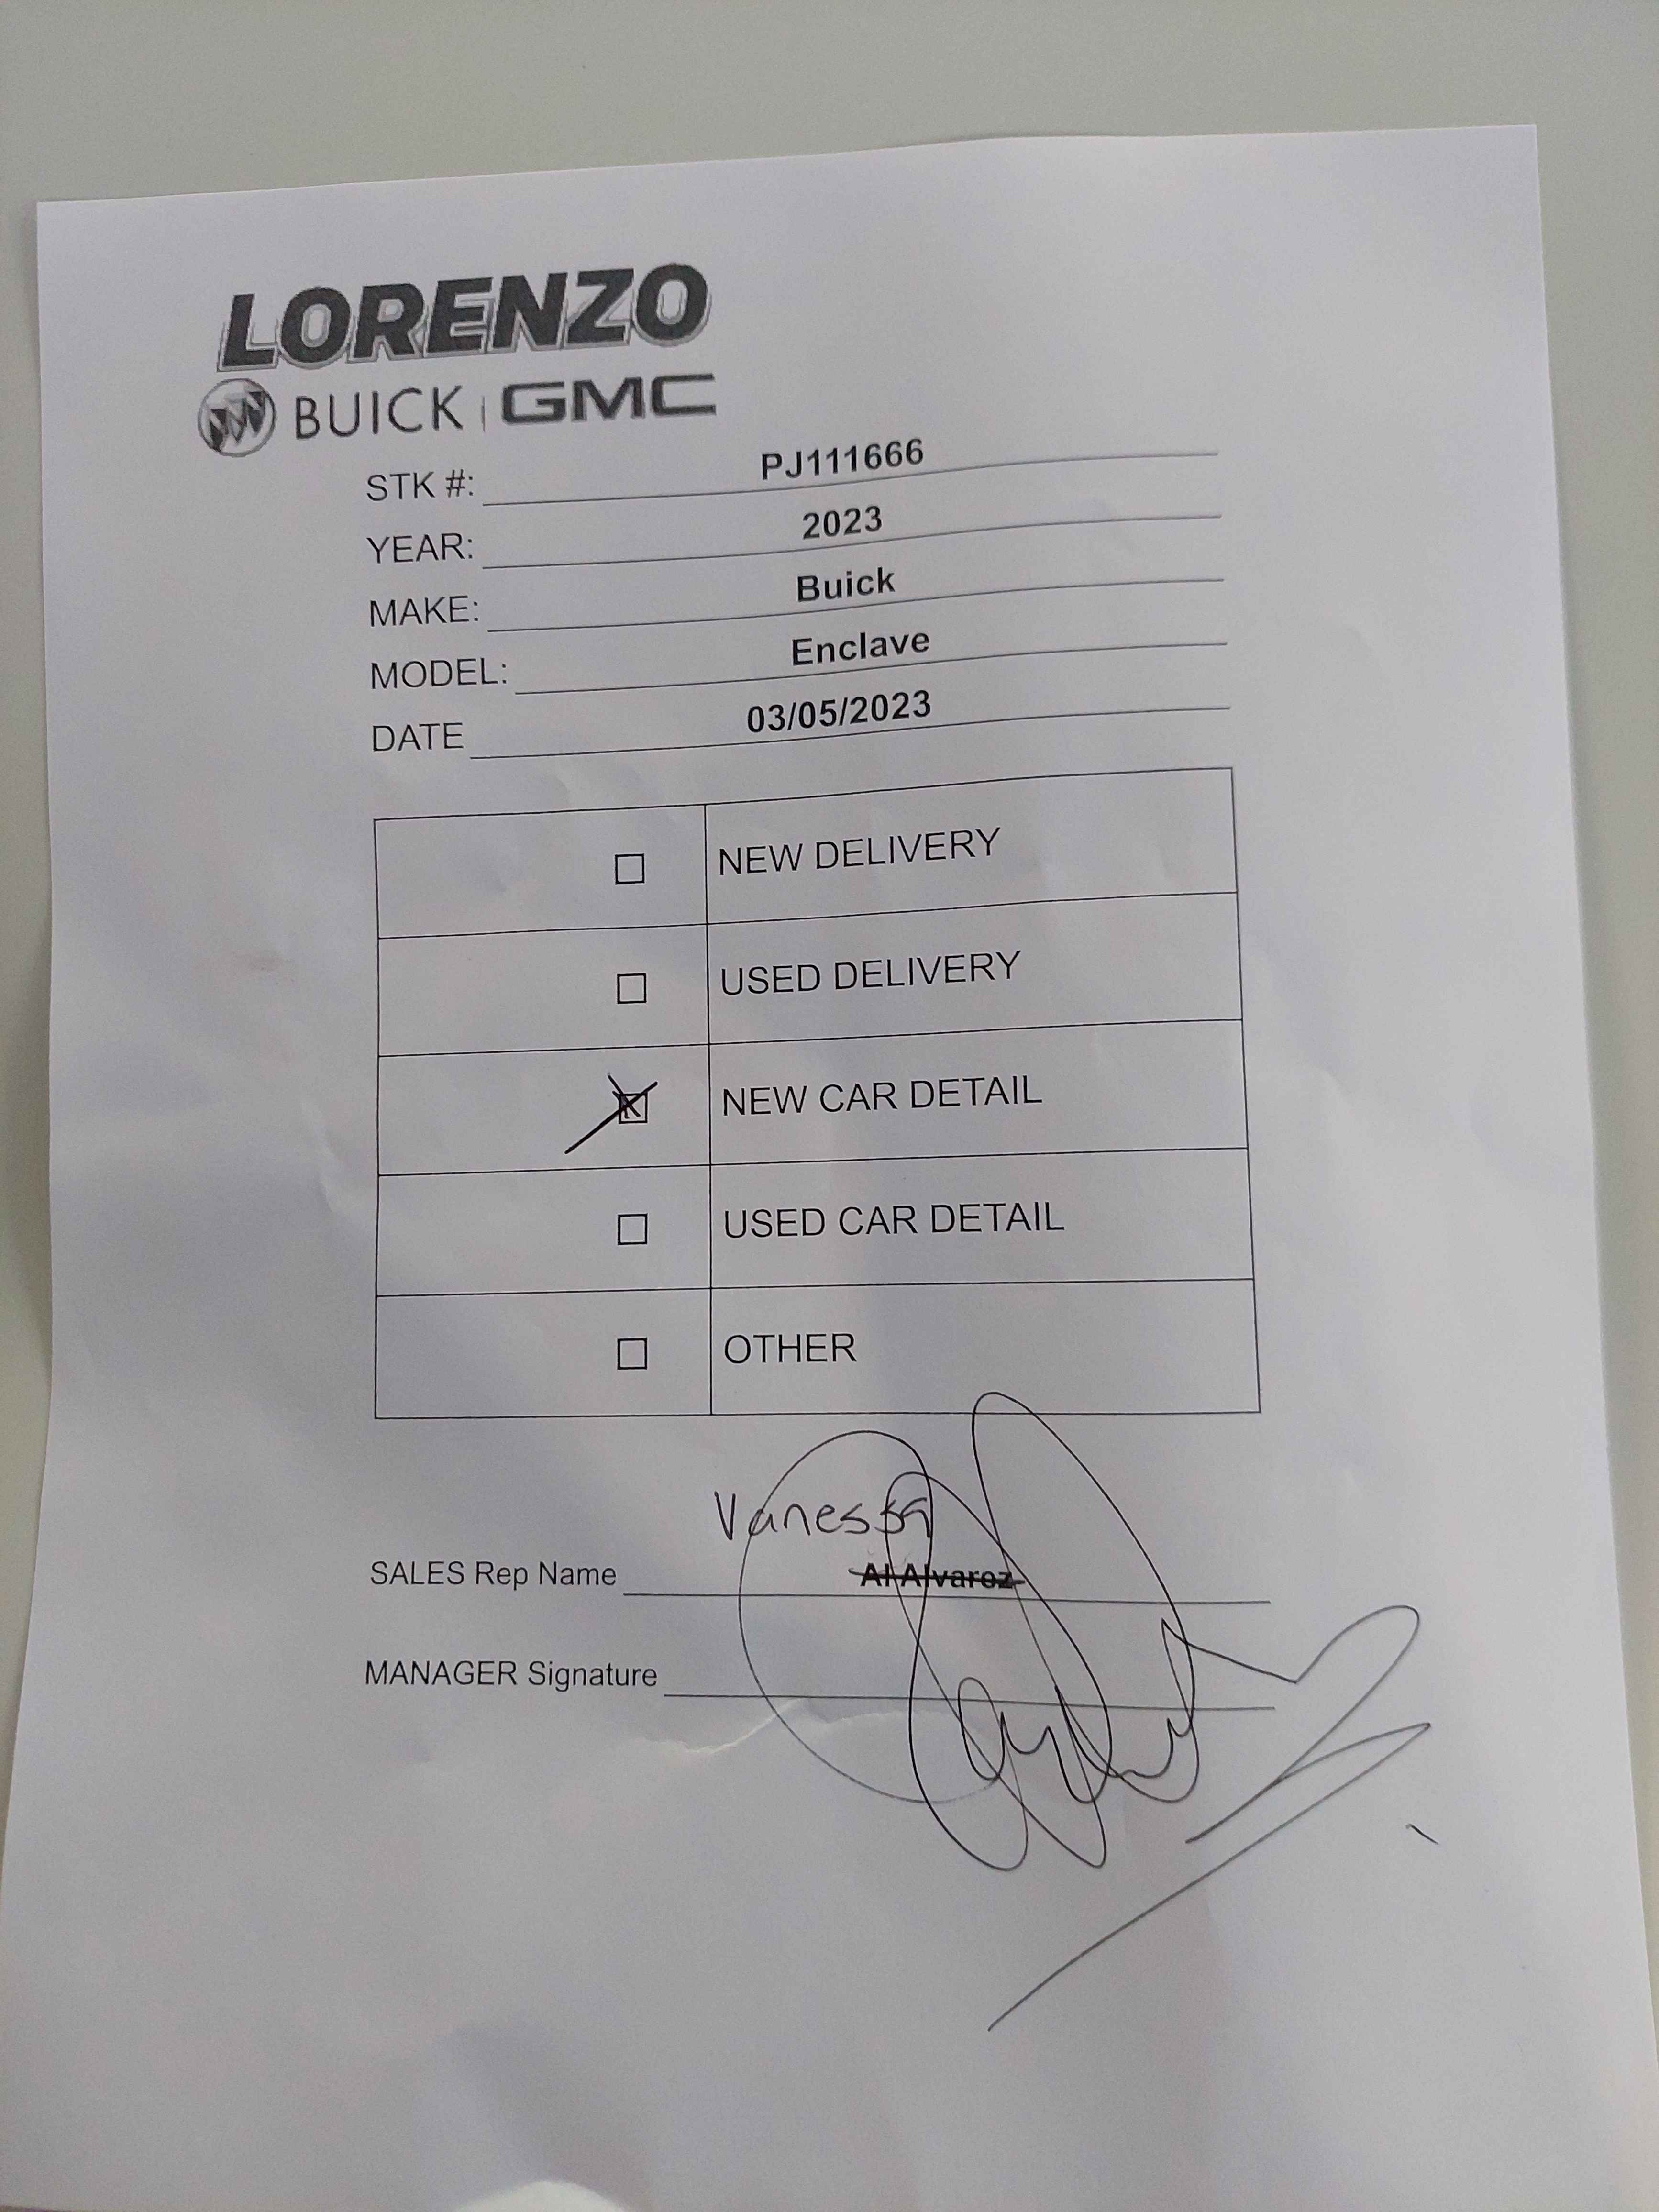 LORENZO
BUICK | GMC
STK #: PJ111666
YEAR: 2023
MAKE: Buick
MODEL: Enclave
DATE 03/05/2023
NEW DELIVERY
USED DELIVERY
NEW CAR DETAIL
USED CAR DETAIL
OTHER
Vanessa
SALES Rep Name Al Alvarez
MANAGER Signature